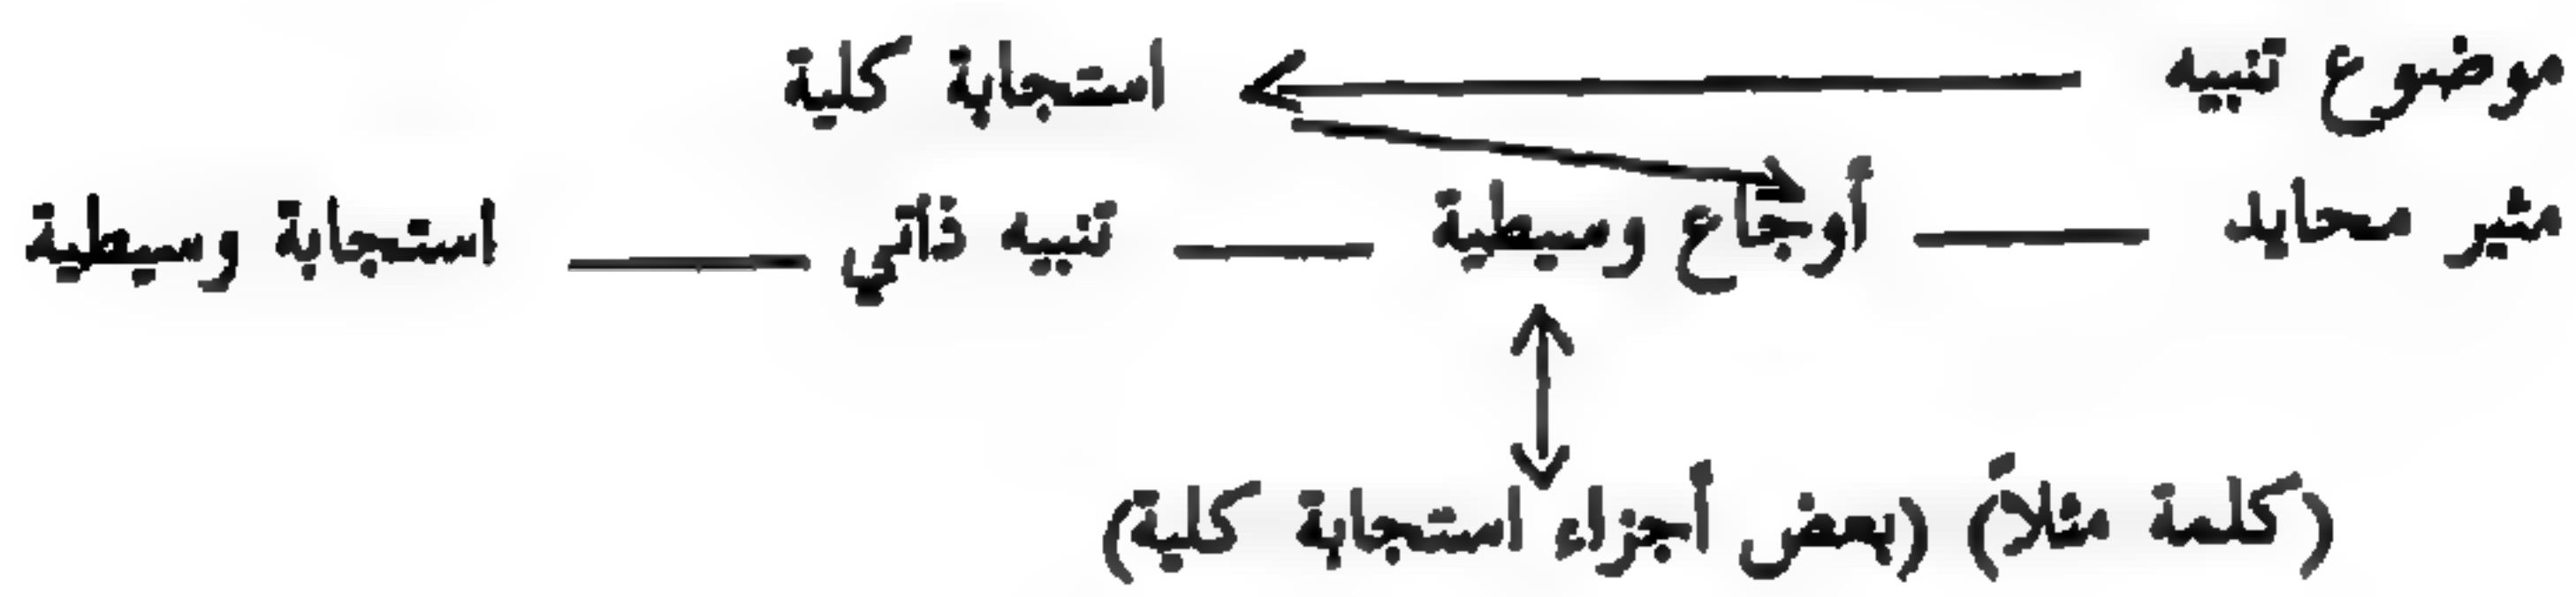 موضوع تنبيه استجابة كلية
مثير محايد أوجاع وسيطية تنبيه ذاتي استجابة وسيطية
(كلمة مثلاً) (بعض أجزاء استجابة كلية)